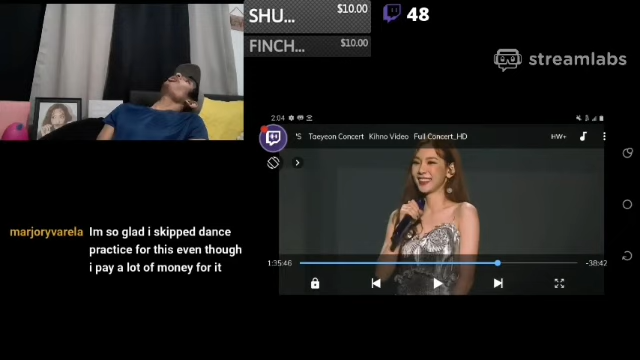 SHU... $10.00
FINCH... $10.00
48
streamlabs
2:04
'S Taeyeon Concert Kihno Video Full Concert_HD HW+
marjoryvarela Im so glad i skipped dance
practice for this even though
i pay a lot of money for it
1:35:46 -38:42